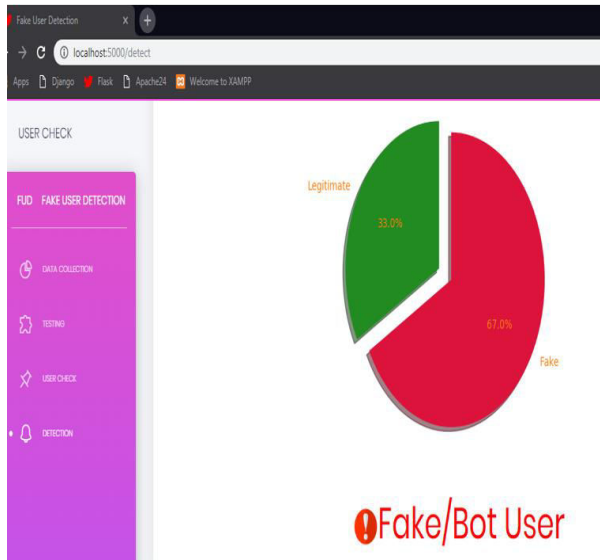 Fake User Detection
localhost:5000/detect
Apps Django Flask Apache24 Welcome to XAMPP
USER CHECK
FUD FAKE USER DETECTION
DATA COLLECTION
TESTING
USER CHECK
DETECTION
Legitimate
33.0%
67.0%
Fake
Fake/Bot User